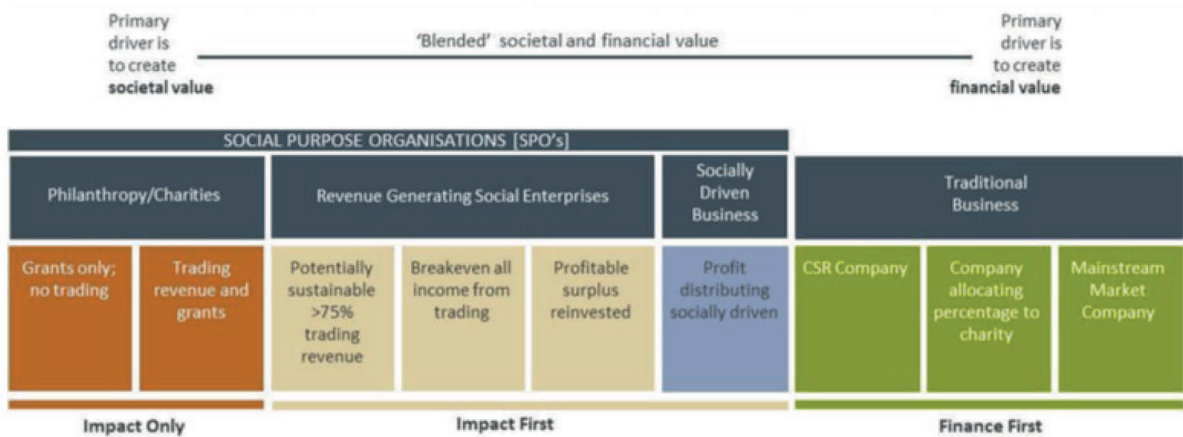 Primary
driver is
to create
societal value
'Blended' societal and financial value
Primary
driver is
to create
financial value
SOCIAL PURPOSE ORGANISATIONS [SPO's]
Philanthropy/Charities
Revenue Generating Social Enterprises
Socially
Driven
Business
Traditional
Business
Grants only;
no trading
Trading
revenue and
grants
Potentially
sustainable
>75%
trading
revenue
Breakeven all
income from
trading
Profitable
surplus
reinvested
Profit
distributing
socially driven
CSR Company
Company
allocating
percentage to
charity
Mainstream
Market
Company
Impact Only
Impact First
Finance First